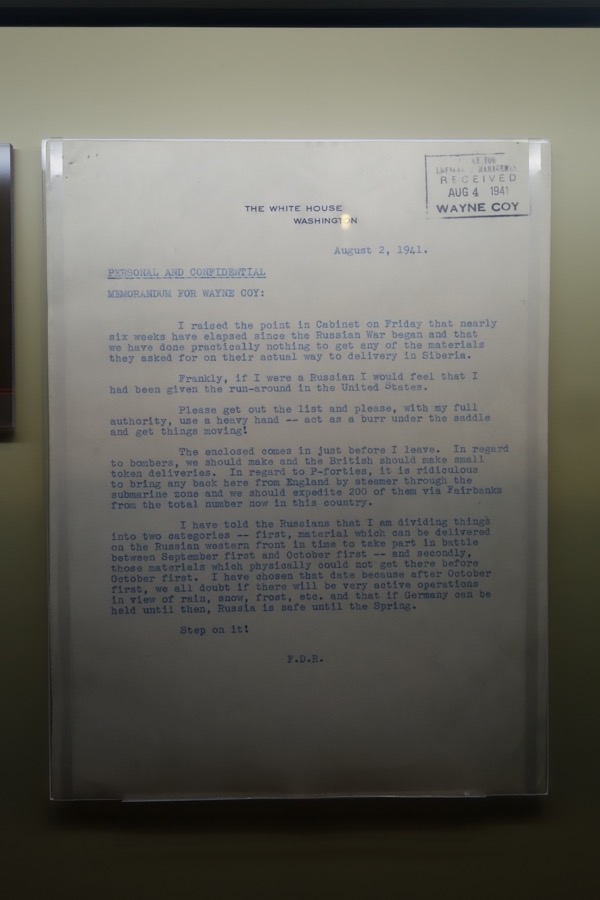 RECEIVED
AUG 4 1941
WAYNE COY
THE WHITE HOUSE
WASHINGTON
August 2, 1941.
PERSONAL AND CONFIDENTIAL
MEMORANDUM FOR WAYNE COY:
I raised the point in Cabinet on Friday that nearly
six weeks have elapsed since the Russian War began and that
we have done practically nothing to get any of the materials
they asked for on their actual way to delivery in Siberia.
Frankly, if I were a Russian I would feel that I
had been given the run-around in the United States.
Please get out the list and please, with my full
authority, use a heavy hand -- act as a burr under the saddle
and get things moving!
The enclosed comes in just before I leave. In regard
to bombers, we should make and the British should make small
token deliveries. In regard to P-forties, it is ridiculous
to bring any back here from England by steamer through the
submarine zone and we should expedite 200 of them via Fairbanks
from the total number now in this country.
I have told the Russians that I am dividing things
into two categories -- first, material which can be delivered
on the Russian western front in time to take part in battle
between September first and October first -- and secondly,
those materials which physically could not get there before
October first. I have chosen that date because after October
first, we all doubt if there will be very active operations
in view of rain, snow, frost, etc. and that if Germany can be
held until then, Russia is safe until the Spring.
Step on it!
F.D.R.